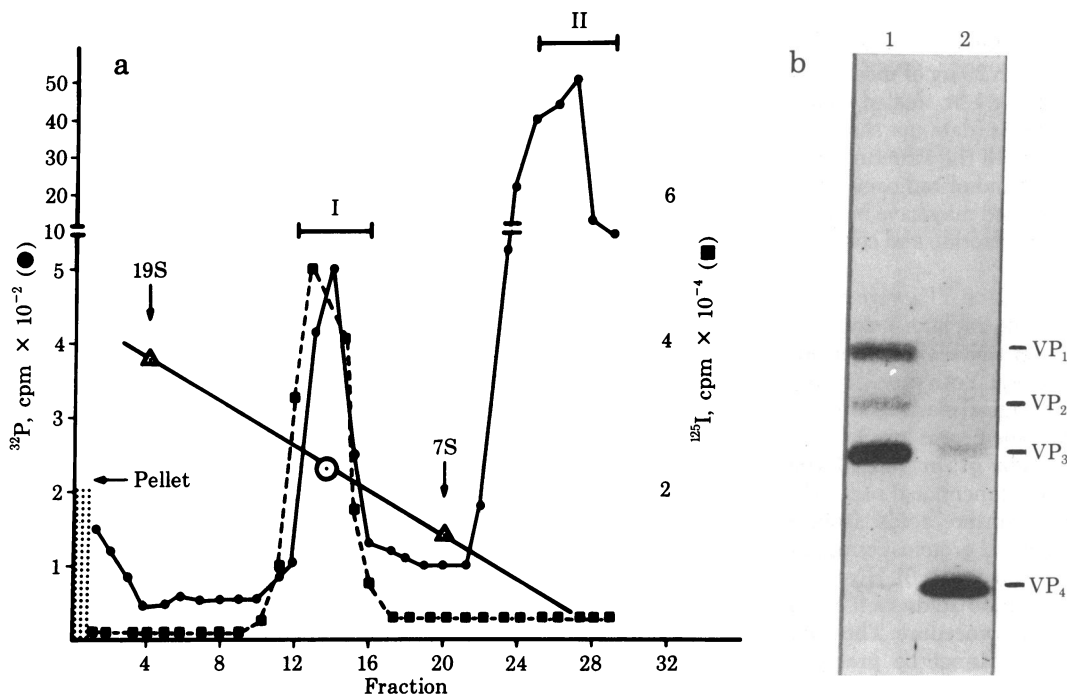 a
II
50
40
30
20
10
5
4
3
2
1
6
4
2
I
19S
7S
Pellet
³²P, cpm × 10⁻² (●)
¹²⁵I, cpm × 10⁻⁴ (■)
4 8 12 16 20 24 28 32
Fraction
b
1 2
VP₁
VP₂
VP₃
VP₄